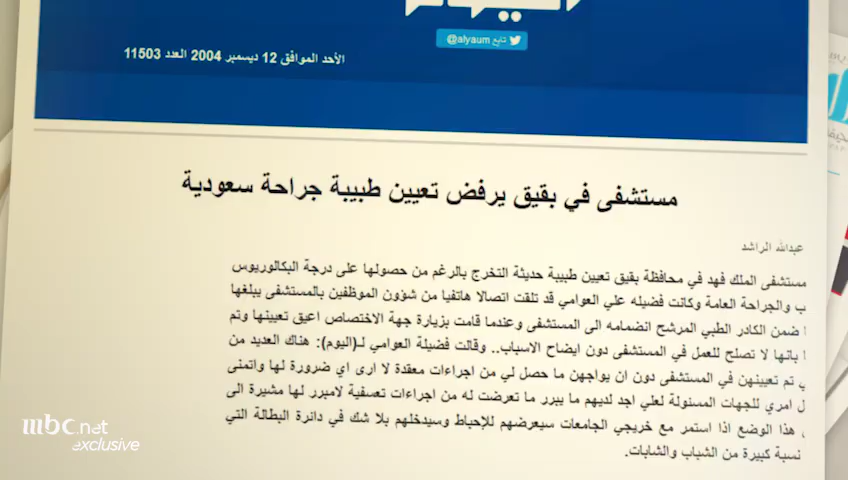 تابع @alyaum
الأحد الموافق 12 ديسمبر 2004 العدد 11503
مستشفى في بقيق يرفض تعيين طبيبة جراحة سعودية
عبدالله الراشد
مستشفى الملك فهد في محافظة بقيق تعيين طبيبة حديثة التخرج بالرغم من حصولها على درجة البكالوريوس
ب والجراحة العامة وكانت فضيله علي العوامي قد تلقت اتصالا هاتفيا من شؤون الموظفين بالمستشفى يبلغها
ضمن الكادر الطبي المرشح انضمامه الى المستشفى وعندما قامت بزيارة جهة الاختصاص اعيق تعيينها وتم
بانها لا تصلح للعمل في المستشفى دون ايضاح الاسباب.. وقالت فضيلة العوامي لـ(اليوم): هناك العديد من
تم تعيينهن في المستشفى دون ان يواجهن ما حصل لي من اجراءات معقدة لا ارى اي ضرورة لها واتمنى
ل امري للجهات المسئولة لعلي اجد لديهم ما يبرر ما تعرضت له من اجراءات تعسفية لامبرر لها مشيرة الى
، هذا الوضع اذا استمر مع خريجي الجامعات سيعرضهم للإحباط وسيدخلهم بلا شك في دائرة البطالة التي
نسبة كبيرة من الشباب والشابات.
mbc.net
exclusive